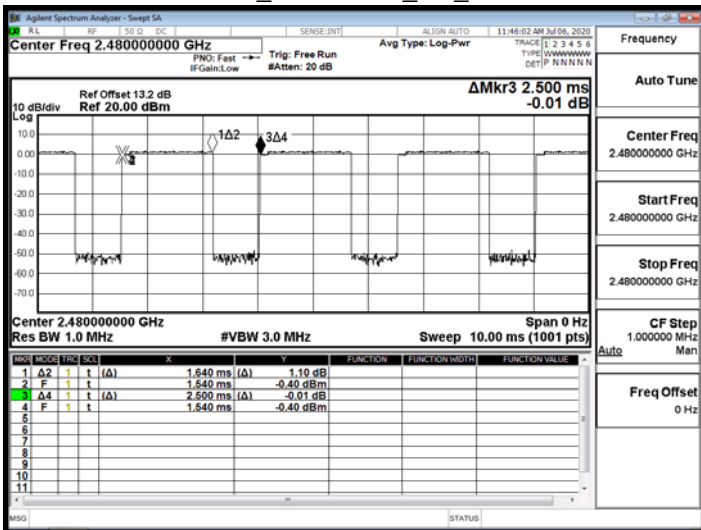 Agilent Spectrum Analyzer - Swept SA
RL RF 50 Ω DC SENSE:INT ALIGN AUTO 11:46:02 AM Jul 06, 2020
Center Freq 2.480000000 GHz
PNO: Fast
IFGain:Low
Trig: Free Run
#Atten: 20 dB
Avg Type: Log-Pwr
TRACE 1 2 3 4 5 6
TYPE WWWWWW
DET P N N N N N
Frequency
Auto Tune
Center Freq
2.480000000 GHz
Start Freq
2.480000000 GHz
Stop Freq
2.480000000 GHz
CF Step
1.000000 MHz
Auto Man
Freq Offset
0 Hz
ΔMkr3 2.500 ms
-0.01 dB
Ref Offset 13.2 dB
10 dB/div Ref 20.00 dBm
Log
10.0
0.00
-10.0
-20.0
-30.0
-40.0
-50.0
-60.0
-70.0
1Δ2
3Δ4
Center 2.480000000 GHz Span 0 Hz
Res BW 1.0 MHz #VBW 3.0 MHz Sweep 10.00 ms (1001 pts)
MKR MODE TRC SCL X Y FUNCTION FUNCTION WIDTH FUNCTION VALUE
1 Δ2 1 t (Δ) 1.640 ms (Δ) 1.10 dB
2 F 1 t 1.540 ms -0.40 dBm
3 Δ4 1 t (Δ) 2.500 ms (Δ) -0.01 dB
4 F 1 t 1.540 ms -0.40 dBm
5
6
7
8
9
10
11
MSG STATUS